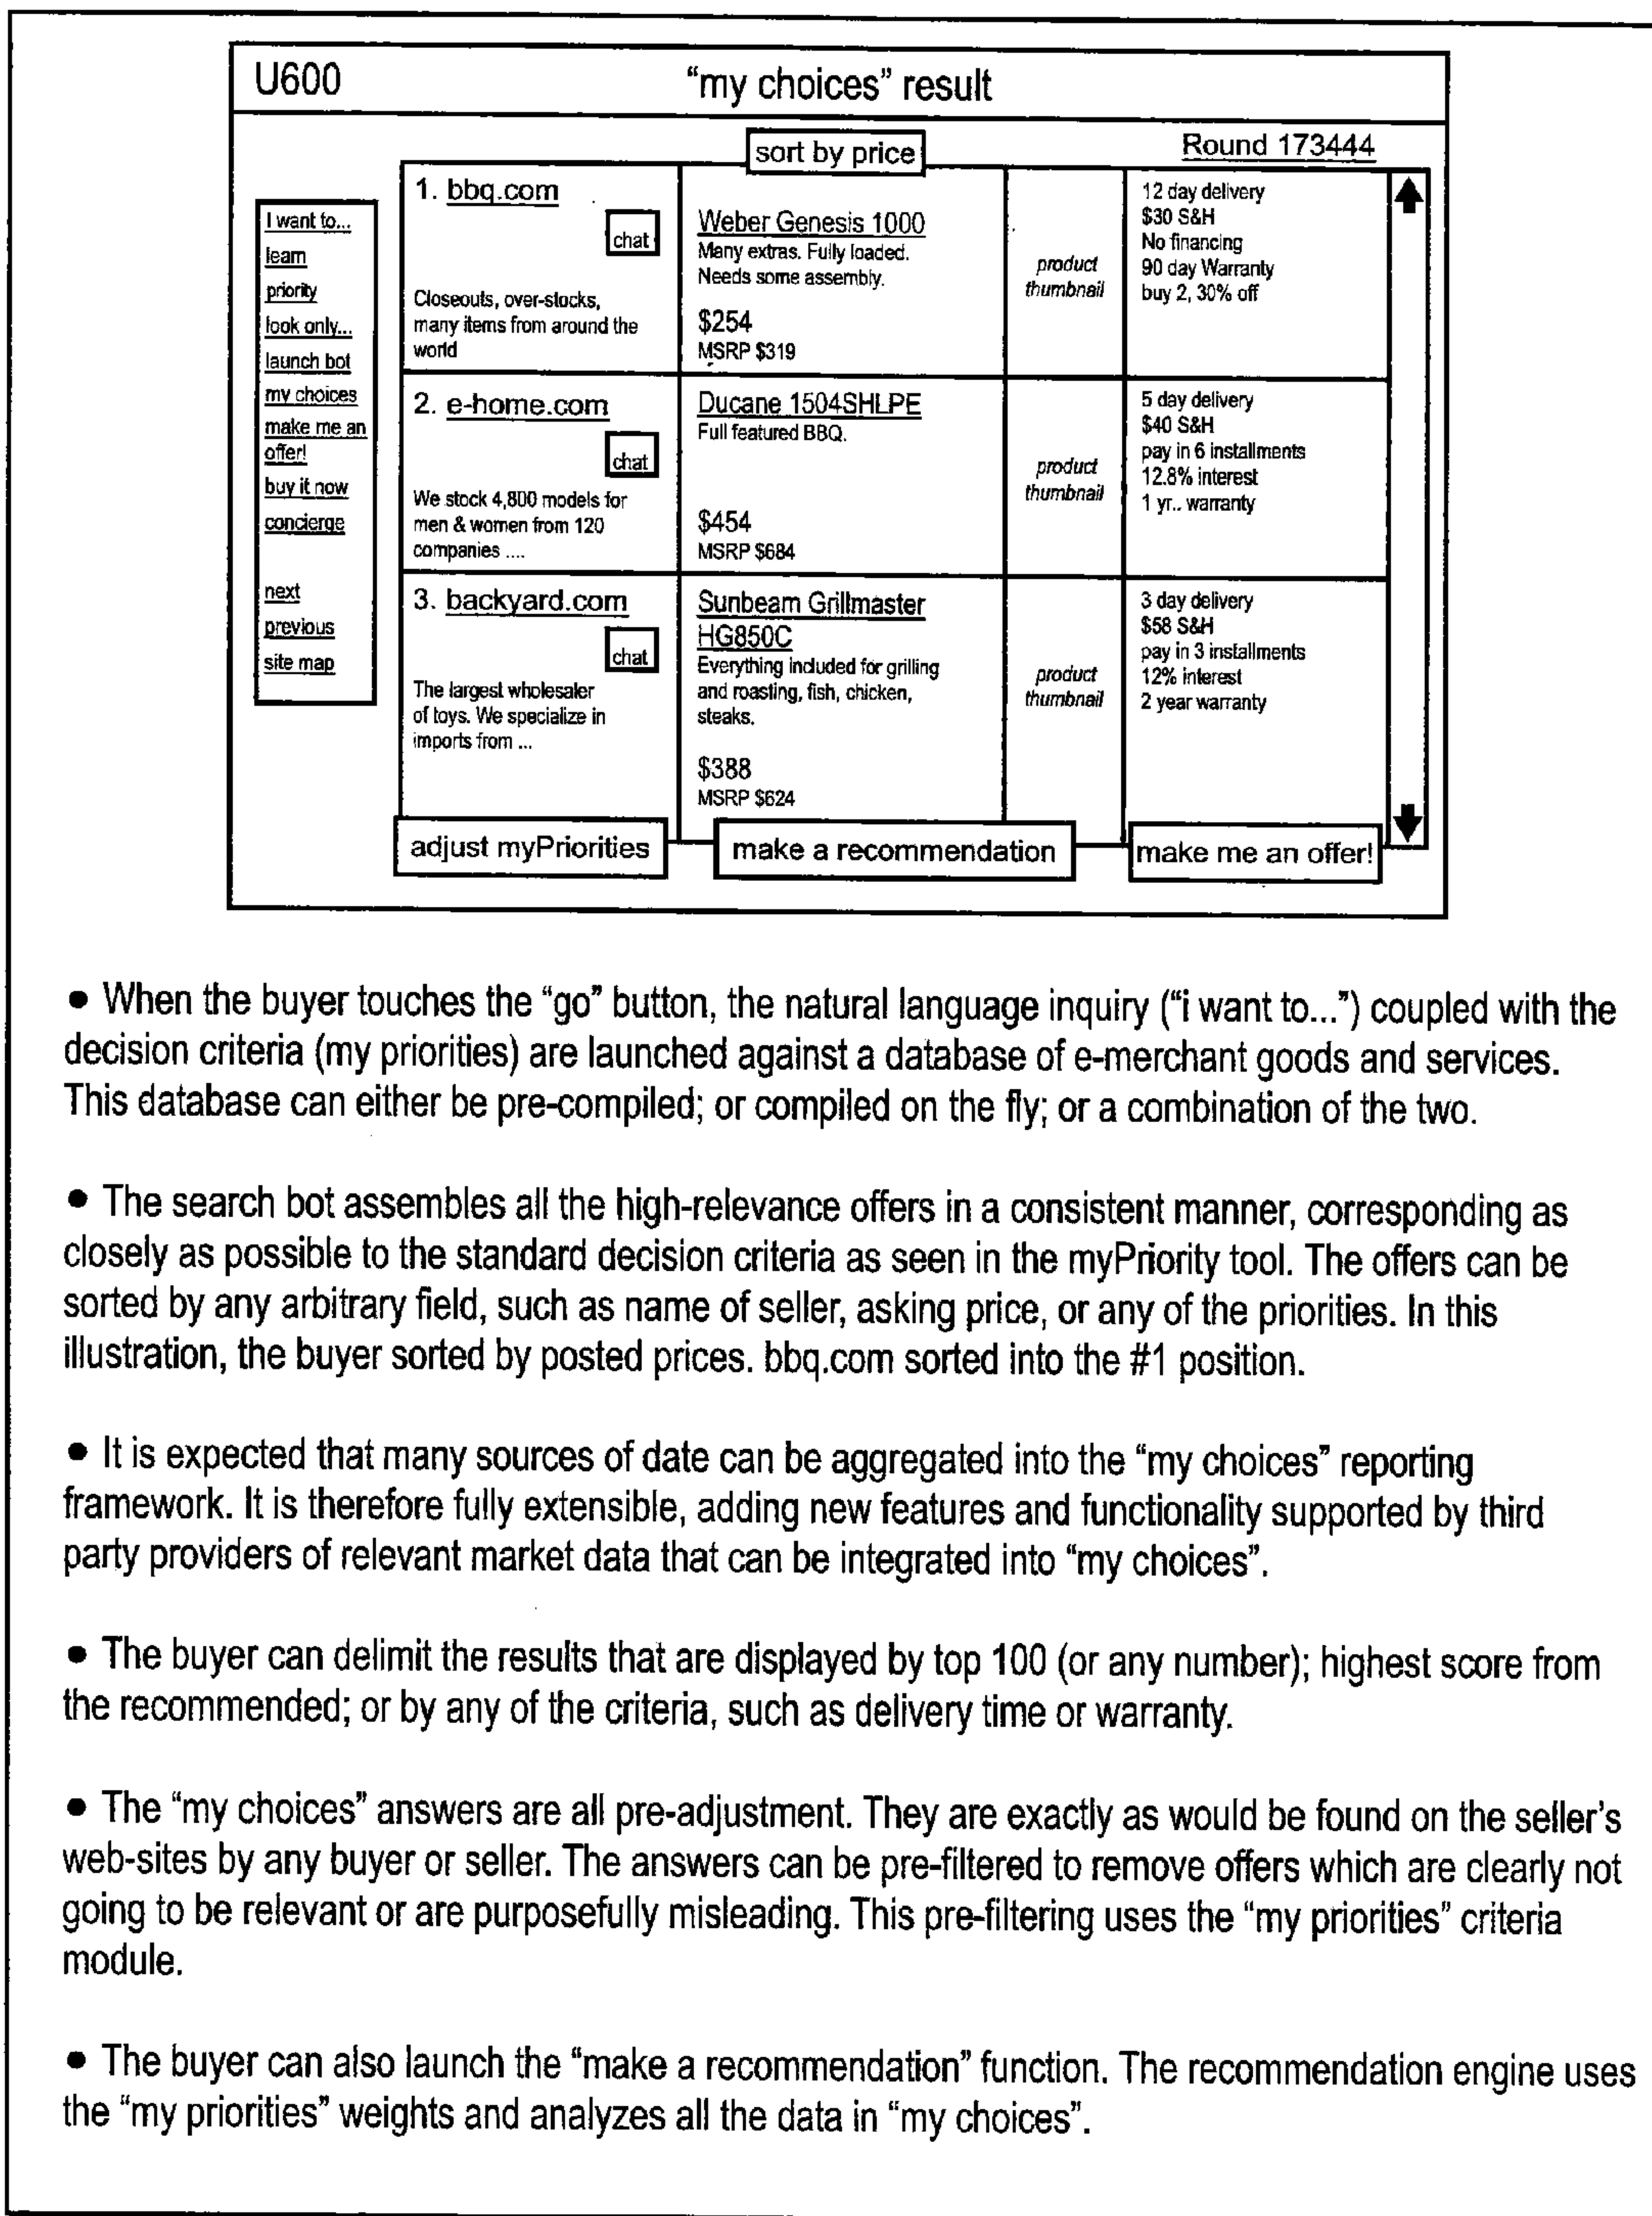 U600
“my choices” result
sort by price
Round 173444
I want to...
learn
priority
look only...
launch bot
my choices
make me an
offer!
buy it now
concierge
next
previous
site map
1. bbq.com
chat
Closeouts, over-stocks,
many items from around the
world
Weber Genesis 1000
Many extras. Fully loaded.
Needs some assembly.
$254
MSRP $319
product
thumbnail
12 day delivery
$30 S&H
No financing
90 day Warranty
buy 2, 30% off
2. e-home.com
chat
We stock 4,800 models for
men & women from 120
companies ....
Ducane 1504SHLPE
Full featured BBQ.
$454
MSRP $684
product
thumbnail
5 day delivery
$40 S&H
pay in 6 installments
12.8% interest
1 yr.. warranty
3. backyard.com
chat
The largest wholesaler
of toys. We specialize in
imports from ...
Sunbeam Grillmaster
HG850C
Everything included for grilling
and roasting, fish, chicken,
steaks.
$388
MSRP $624
product
thumbnail
3 day delivery
$58 S&H
pay in 3 installments
12% interest
2 year warranty
adjust myPriorities
make a recommendation
make me an offer!
• When the buyer touches the “go” button, the natural language inquiry (“i want to...”) coupled with the
decision criteria (my priorities) are launched against a database of e-merchant goods and services.
This database can either be pre-compiled; or compiled on the fly; or a combination of the two.
• The search bot assembles all the high-relevance offers in a consistent manner, corresponding as
closely as possible to the standard decision criteria as seen in the myPriority tool. The offers can be
sorted by any arbitrary field, such as name of seller, asking price, or any of the priorities. In this
illustration, the buyer sorted by posted prices. bbq.com sorted into the #1 position.
• It is expected that many sources of date can be aggregated into the “my choices” reporting
framework. It is therefore fully extensible, adding new features and functionality supported by third
party providers of relevant market data that can be integrated into “my choices”.
• The buyer can delimit the results that are displayed by top 100 (or any number); highest score from
the recommended; or by any of the criteria, such as delivery time or warranty.
• The “my choices” answers are all pre-adjustment. They are exactly as would be found on the seller’s
web-sites by any buyer or seller. The answers can be pre-filtered to remove offers which are clearly not
going to be relevant or are purposefully misleading. This pre-filtering uses the “my priorities” criteria
module.
• The buyer can also launch the “make a recommendation” function. The recommendation engine uses
the “my priorities” weights and analyzes all the data in “my choices”.